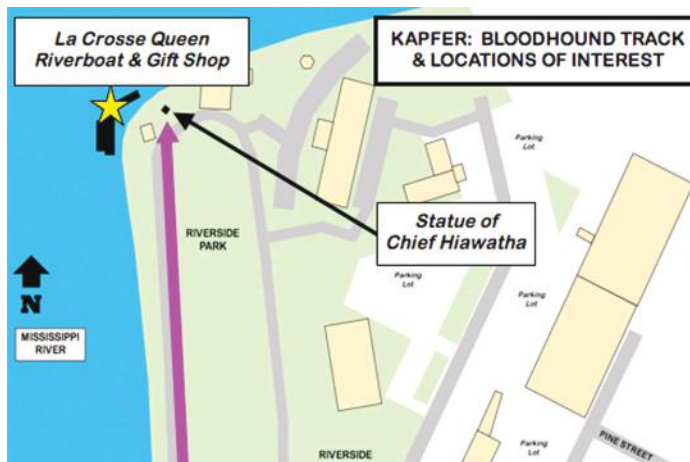 La Crosse Queen
Riverboat & Gift Shop
KAPFER: BLOODHOUND TRACK
& LOCATIONS OF INTEREST
Parking
Lot
Statue of
Chief Hiawatha
RIVERSIDE
PARK
Parking
Lot
Parking
Lot
N
MISSISSIPPI
RIVER
Parking
Lot
RIVERSIDE
PINE STREET